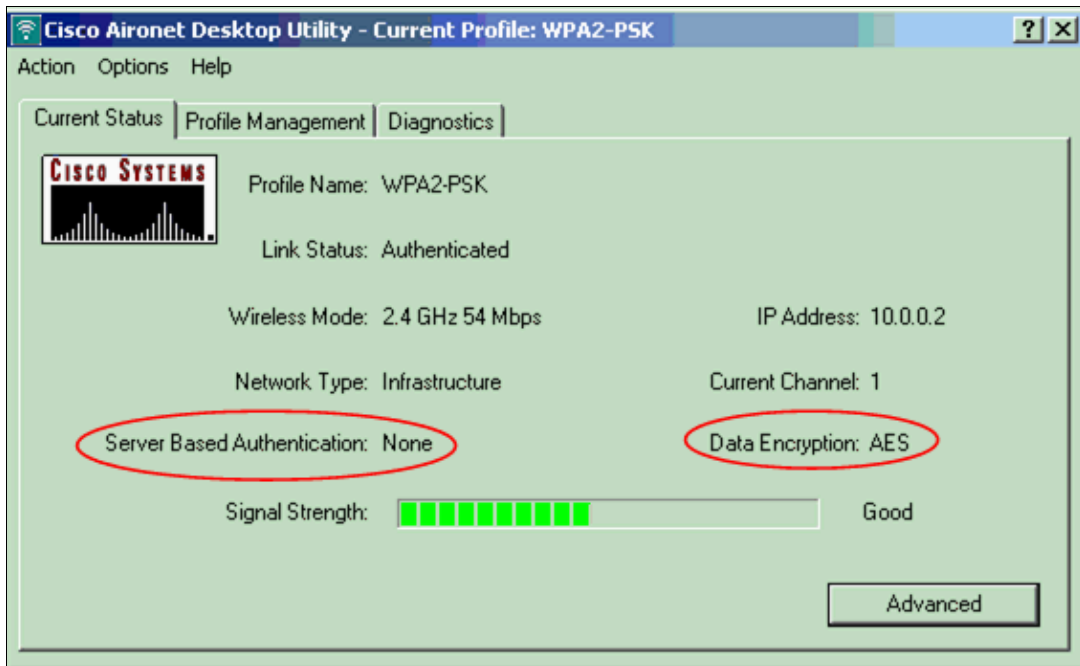 Cisco Aironet Desktop Utility - Current Profile: WPA2-PSK
Action Options Help
Current Status Profile Management Diagnostics
CISCO SYSTEMS
Profile Name: WPA2-PSK
Link Status: Authenticated
Wireless Mode: 2.4 GHz 54 Mbps IP Address: 10.0.0.2
Network Type: Infrastructure Current Channel: 1
Server Based Authentication: None Data Encryption: AES
Signal Strength: Good
Advanced